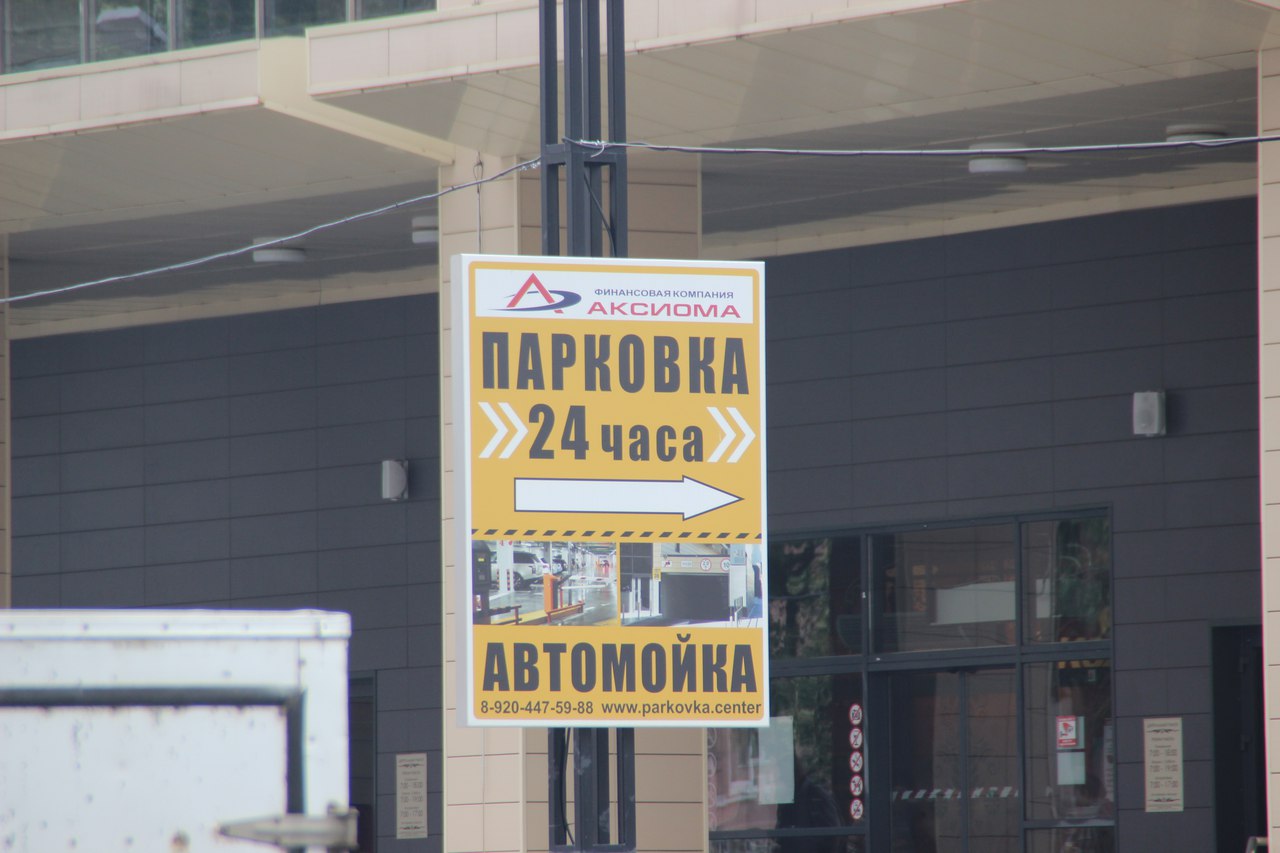 ФИНАНСОВАЯ КОМПАНИЯ
АКСИОМА
ПАРКОВКА
24 часа
АВТОМОЙКА
8-920-447-59-88 www.parkovka.center